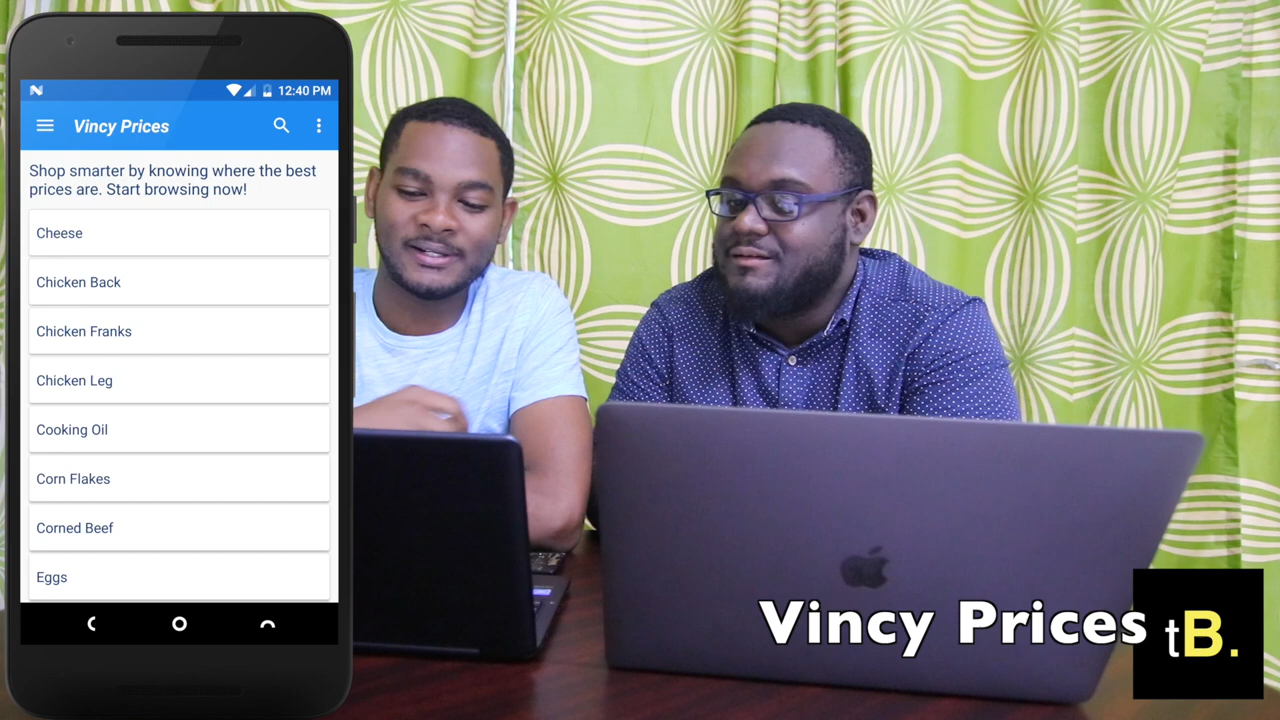 12:40 PM
Vincy Prices
Shop smarter by knowing where the best
prices are. Start browsing now!
Cheese
Chicken Back
Chicken Franks
Chicken Leg
Cooking Oil
Corn Flakes
Corned Beef
Eggs
Vincy Prices
tB.